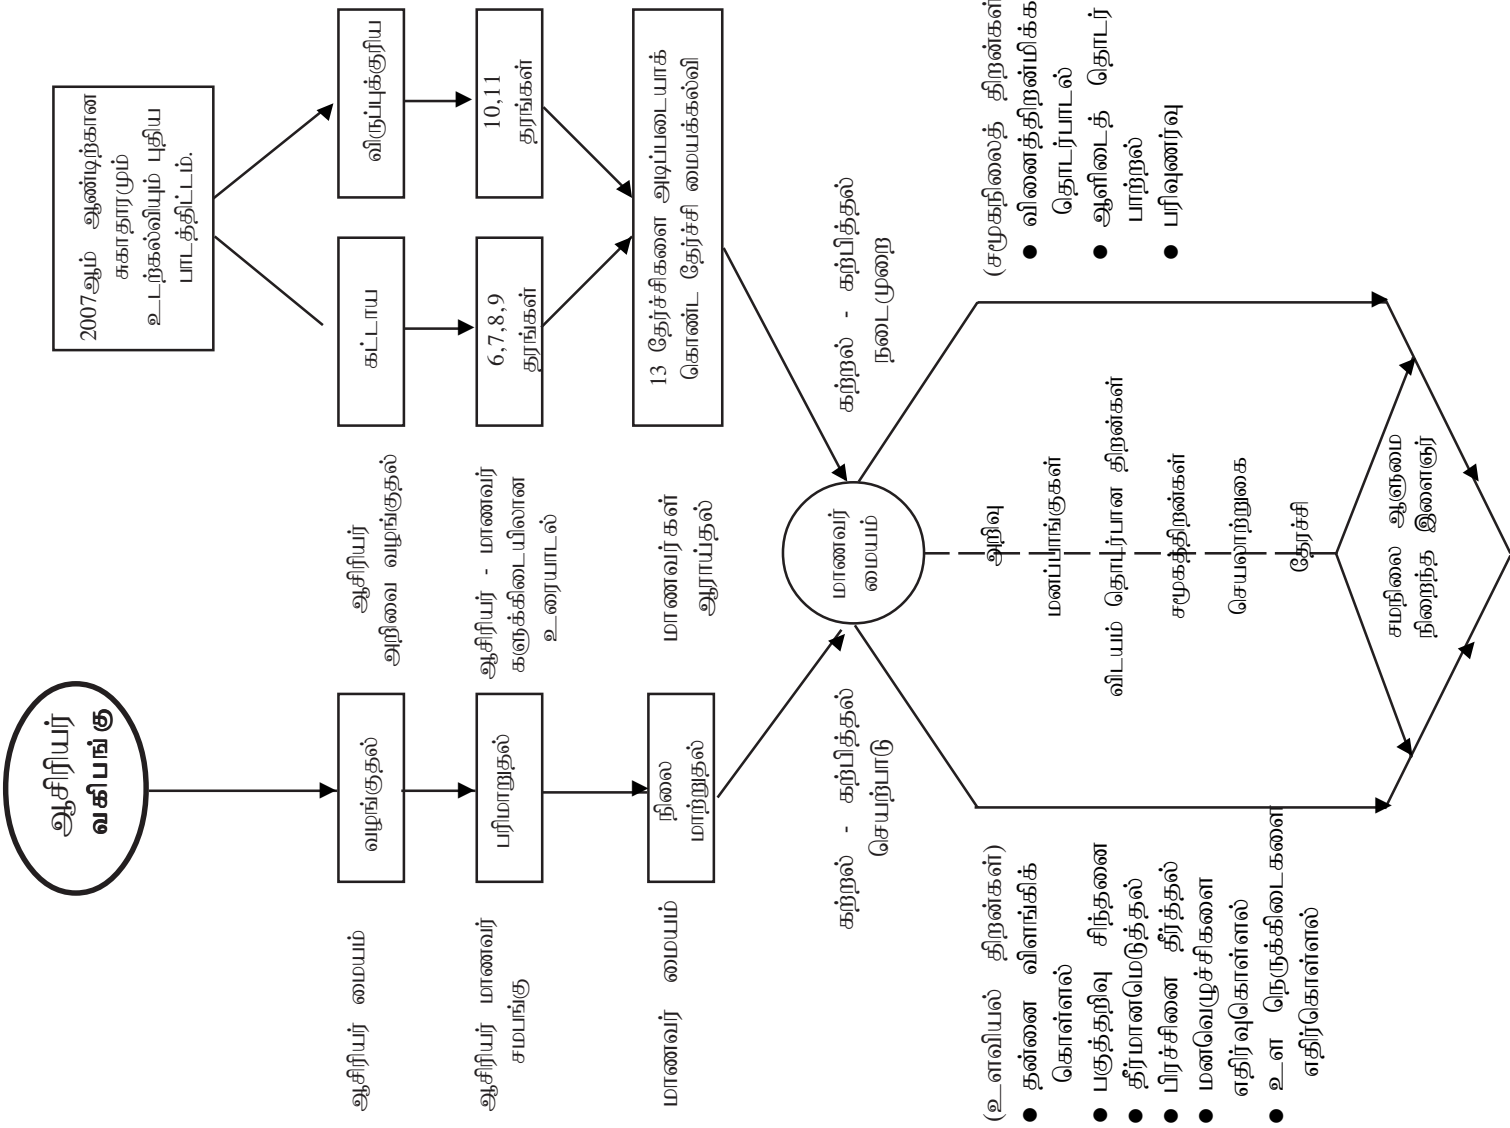 ஆசிரியர்
வகிபங்கு
2007ஆம் ஆண்டிற்கான
சுகாதாரமும்
உடற்கல்வியும் புதிய
பாடத்திட்டம்.
ஆசிரியர் மையம்
வழங்குதல்
ஆசிரியர்
அறிவை வழங்குதல்
கட்டாய
விருப்புக்குரிய
ஆசிரியர் மாணவர்
சமபங்கு
பரிமாறுதல்
ஆசிரியர் - மாணவர்
களுக்கிடையிலான
உரையாடல்
6,7,8,9
தரங்கள்
10,11
தரங்கள்
மாணவர் மையம்
நிலை
மாற்றுதல்
மாணவர்கள்
ஆராய்தல்
13 தேர்ச்சிகளை அடிப்படையாக்
கொண்ட தேர்ச்சி மையக்கல்வி
கற்றல் - கற்பித்தல்
செயற்பாடு
மாணவர்
மையம்
கற்றல் - கற்பித்தல்
நடைமுறை
(உளவியல் திறன்கள்)
● தன்னை விளங்கிக்
கொள்ளல்
● பகுத்தறிவு சிந்தனை
● தீர்மானமெடுத்தல்
● பிரச்சினை தீர்த்தல்
● மனவெழுச்சிகளை
எதிர்வுகொள்ளல்
● உள நெருக்கிடைகளை
எதிர்கொள்ளல்
அறிவு
மனப்பாங்குகள்
விடயம் தொடர்பான திறன்கள்
சமூகத்திறன்கள்
செயலாற்றுகை
தேர்ச்சி
சமநிலை ஆளுமை
நிறைந்த இளைஞர்
(சமூகநிலைத் திறன்கள்
● வினைத்திறன்மிக்க
தொடர்பாடல்
● ஆளிடைத் தொடர்
பாற்றல்
● பரிவுணர்வு